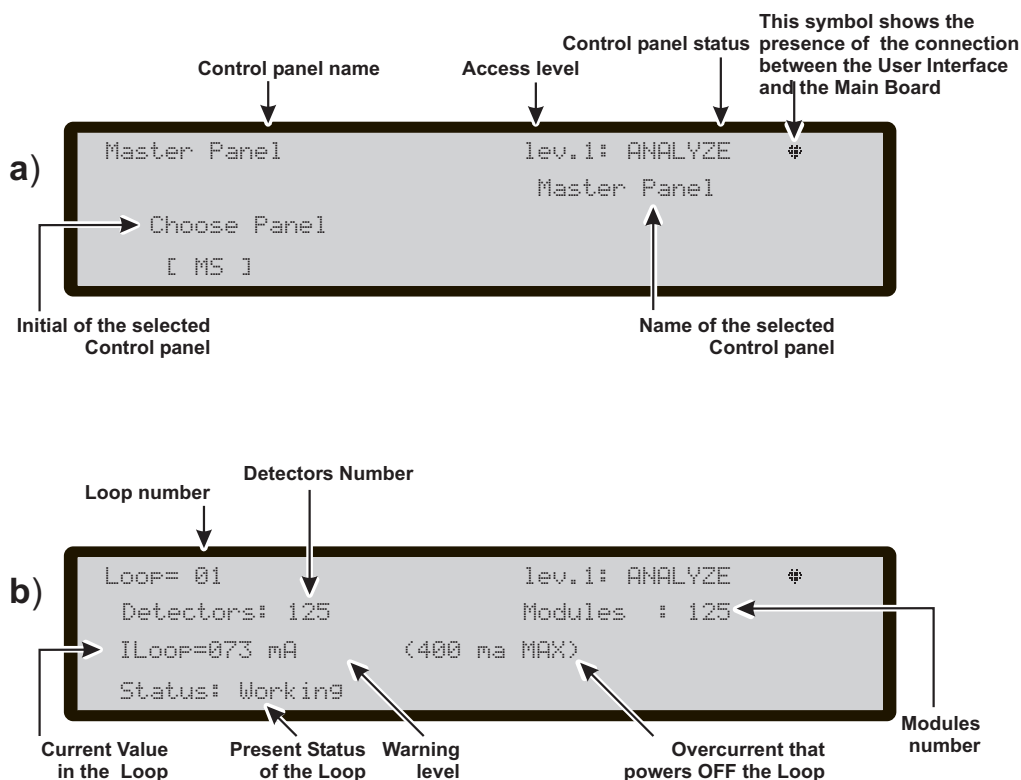 This symbol shows the
presence of the connection
between the User Interface
and the Main Board
Control panel status
Access level
Control panel name
a)
Master Panel lev.1: ANALYZE
Master Panel
Choose Panel
[ MS ]
Initial of the selected
Control panel
Name of the selected
Control panel
Detectors Number
Loop number
b)
Loop= 01 lev.1: ANALYZE
Detectors: 125 Modules : 125
ILoop=073 mA (400 ma MAX)
Status: Working
Current Value
in the Loop
Present Status
of the Loop
Warning
level
Overcurrent that
powers OFF the Loop
Modules
number